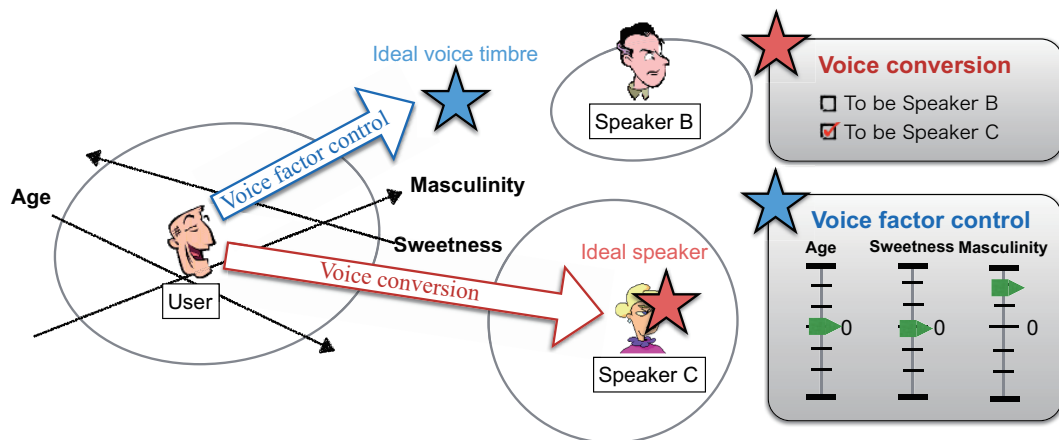 Ideal voice timbre
Voice factor control
Age
Masculinity
Sweetness
User
Voice conversion
Speaker B
Ideal speaker
Speaker C
Voice conversion
To be Speaker B
To be Speaker C
Voice factor control
Age Sweetness Masculinity
0 0 0